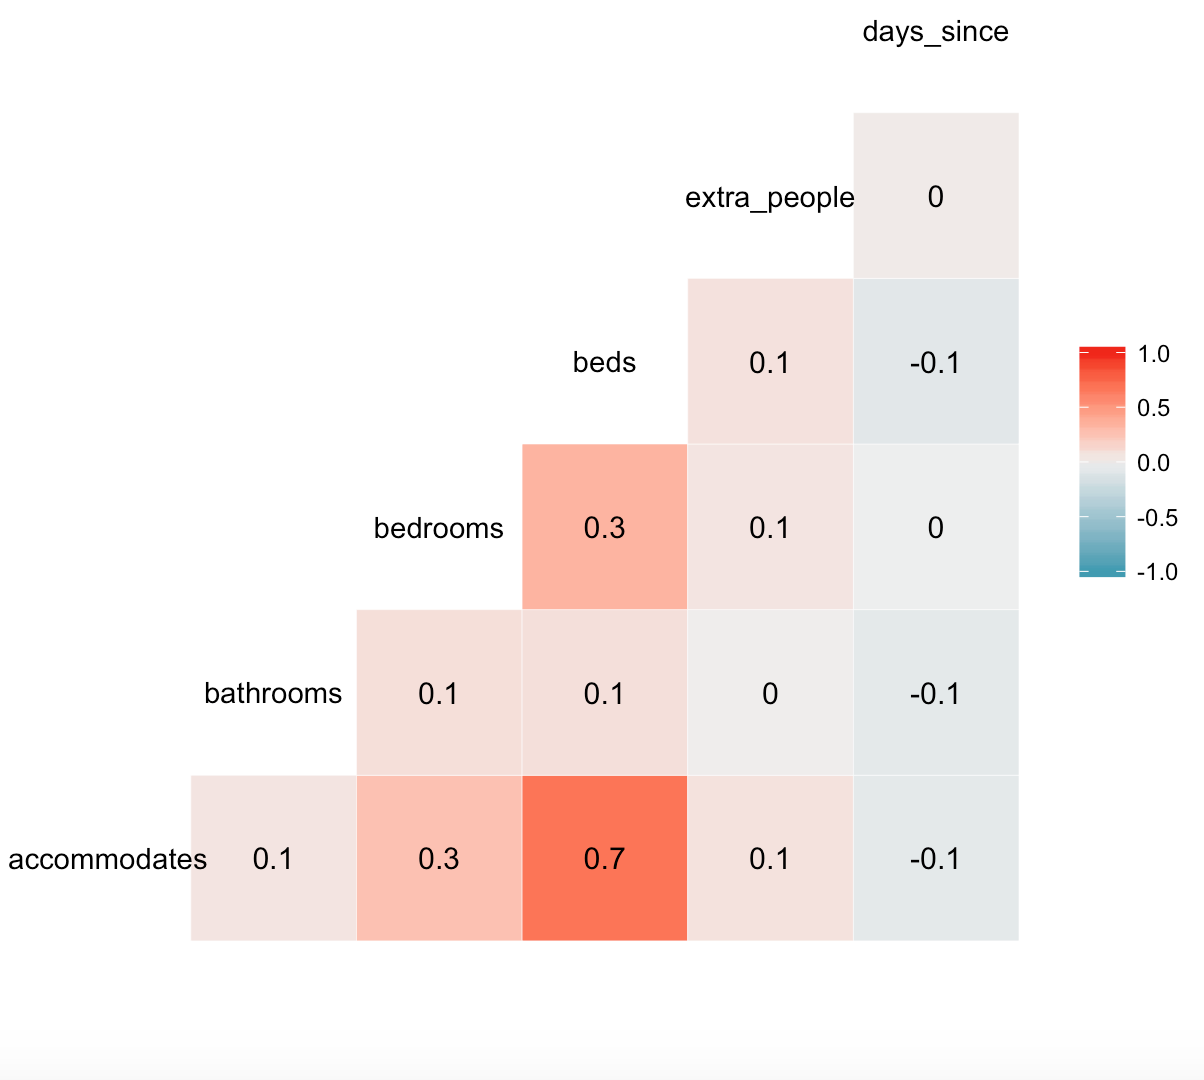 days_since
extra_people 0
beds 0.1 -0.1
1.0
0.5
0.0
-0.5
-1.0
bedrooms 0.3 0.1 0
bathrooms 0.1 0.1 0 -0.1
accommodates 0.1 0.3 0.7 0.1 -0.1